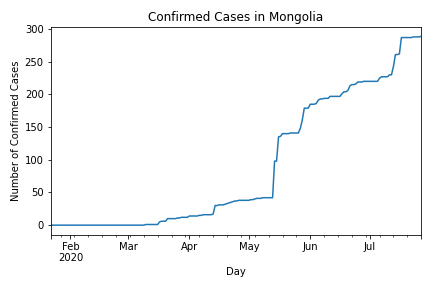 Confirmed Cases in Mongolia
Number of Confirmed Cases
300
250
200
150
100
50
0
Feb
2020
Mar
Apr
May
Jun
Jul
Day